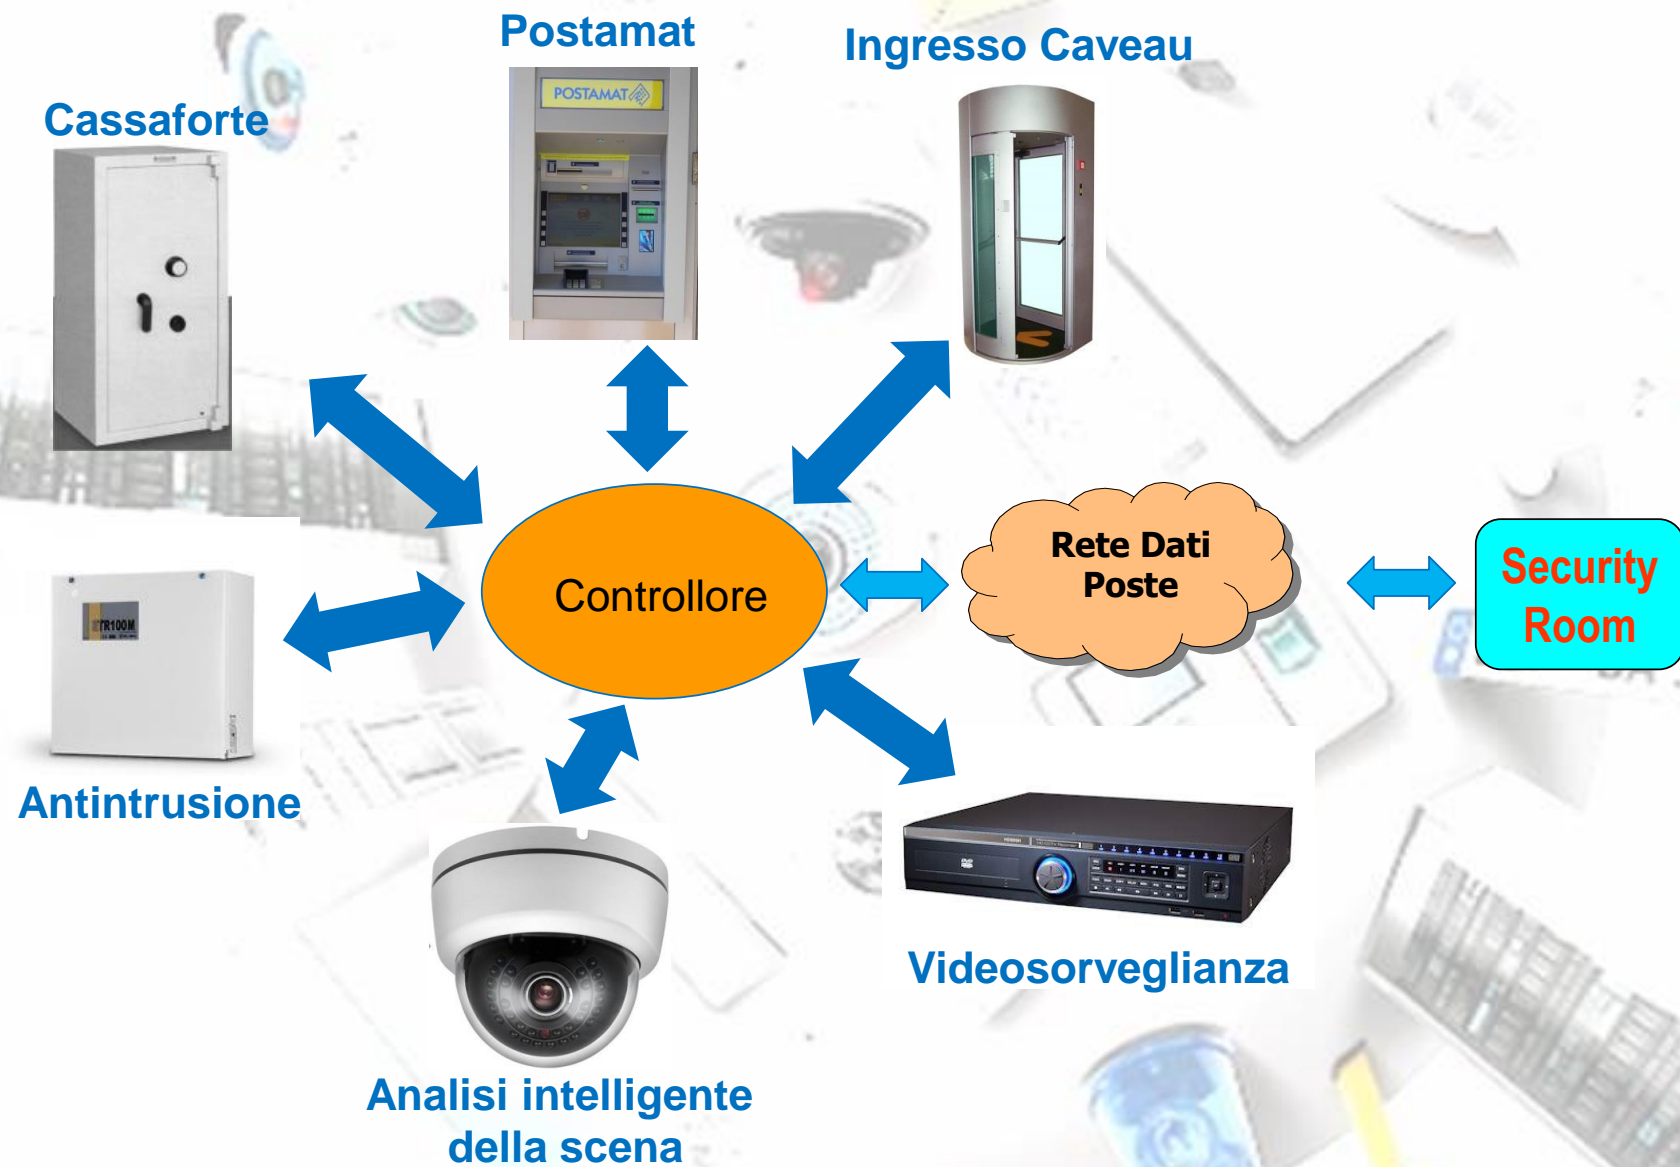 Postamat
Ingresso Caveau
Cassaforte
POSTAMAT
Controllore
Rete Dati
Poste
Security
Room
TR100M
Antintrusione
Videosorveglianza
Analisi intelligente
della scena